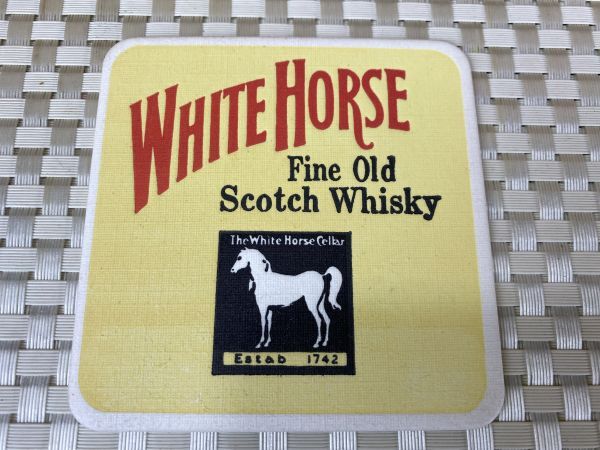 WHITE HORSE
Fine Old
Scotch Whisky
The White Horse Cellar
Estab 1742